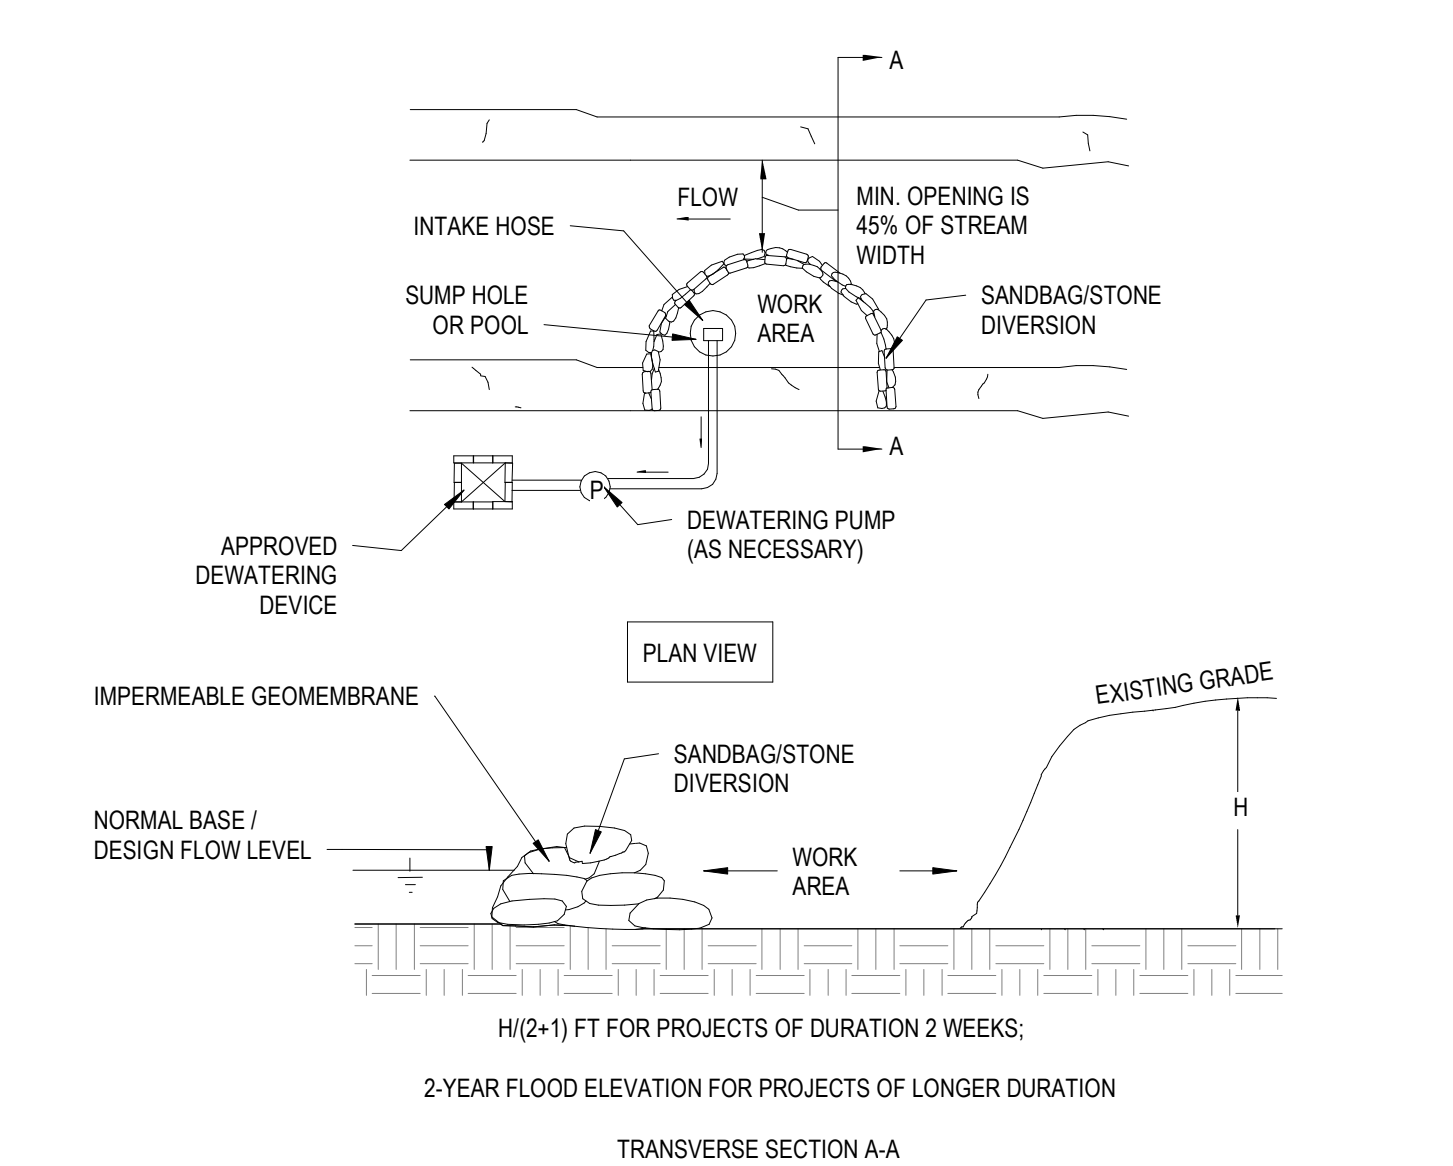 A
FLOW
MIN. OPENING IS
45% OF STREAM
WIDTH
INTAKE HOSE
SUMP HOLE
OR POOL
WORK
AREA
SANDBAG/STONE
DIVERSION
A
P
DEWATERING PUMP
(AS NECESSARY)
APPROVED
DEWATERING
DEVICE
PLAN VIEW
IMPERMEABLE GEOMEMBRANE
EXISTING GRADE
SANDBAG/STONE
DIVERSION
NORMAL BASE /
DESIGN FLOW LEVEL
WORK
AREA
H
H/(2+1) FT FOR PROJECTS OF DURATION 2 WEEKS;
2-YEAR FLOOD ELEVATION FOR PROJECTS OF LONGER DURATION
TRANSVERSE SECTION A-A